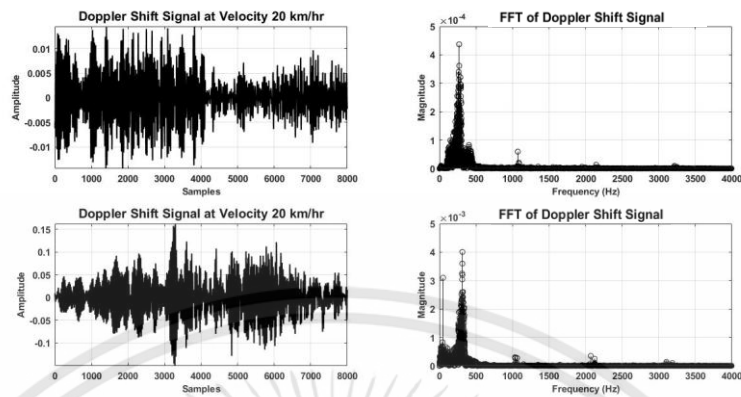 Doppler Shift Signal at Velocity 20 km/hr
Amplitude
0.01
0.005
0
-0.005
-0.01
0 1000 2000 3000 4000 5000 6000 7000 8000
Samples
FFT of Doppler Shift Signal
×10⁻⁴
Magnitude
5
4
3
2
1
0
0 500 1000 1500 2000 2500 3000 3500 4000
Frequency (Hz)
Doppler Shift Signal at Velocity 20 km/hr
Amplitude
0.15
0.1
0.05
0
-0.05
-0.1
0 1000 2000 3000 4000 5000 6000 7000 8000
Samples
FFT of Doppler Shift Signal
×10⁻³
Magnitude
5
4
3
2
1
0
0 500 1000 1500 2000 2500 3000 3500 4000
Frequency (Hz)